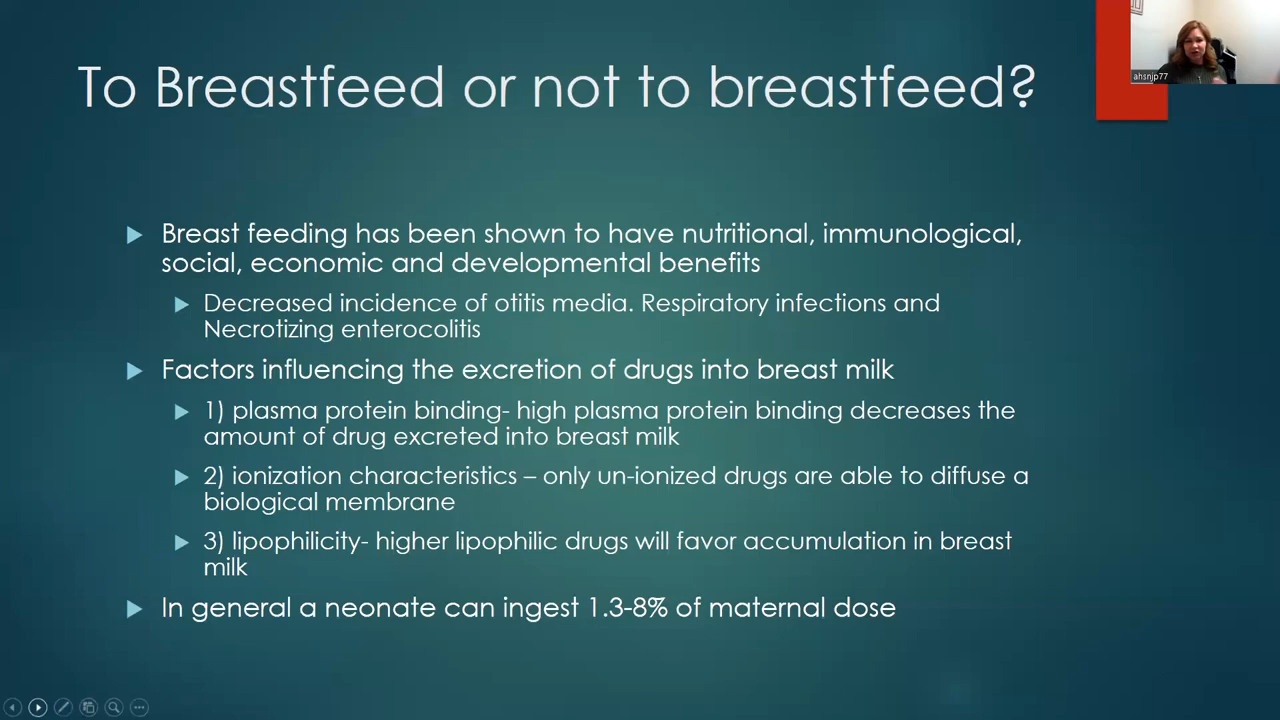 To Breastfeed or not to breastfeed?
ahsnjp77
Breast feeding has been shown to have nutritional, immunological,
social, economic and developmental benefits
Decreased incidence of otitis media. Respiratory infections and
Necrotizing enterocolitis
Factors influencing the excretion of drugs into breast milk
1) plasma protein binding- high plasma protein binding decreases the
amount of drug excreted into breast milk
2) ionization characteristics – only un-ionized drugs are able to diffuse a
biological membrane
3) lipophilicity- higher lipophilic drugs will favor accumulation in breast
milk
In general a neonate can ingest 1.3-8% of maternal dose